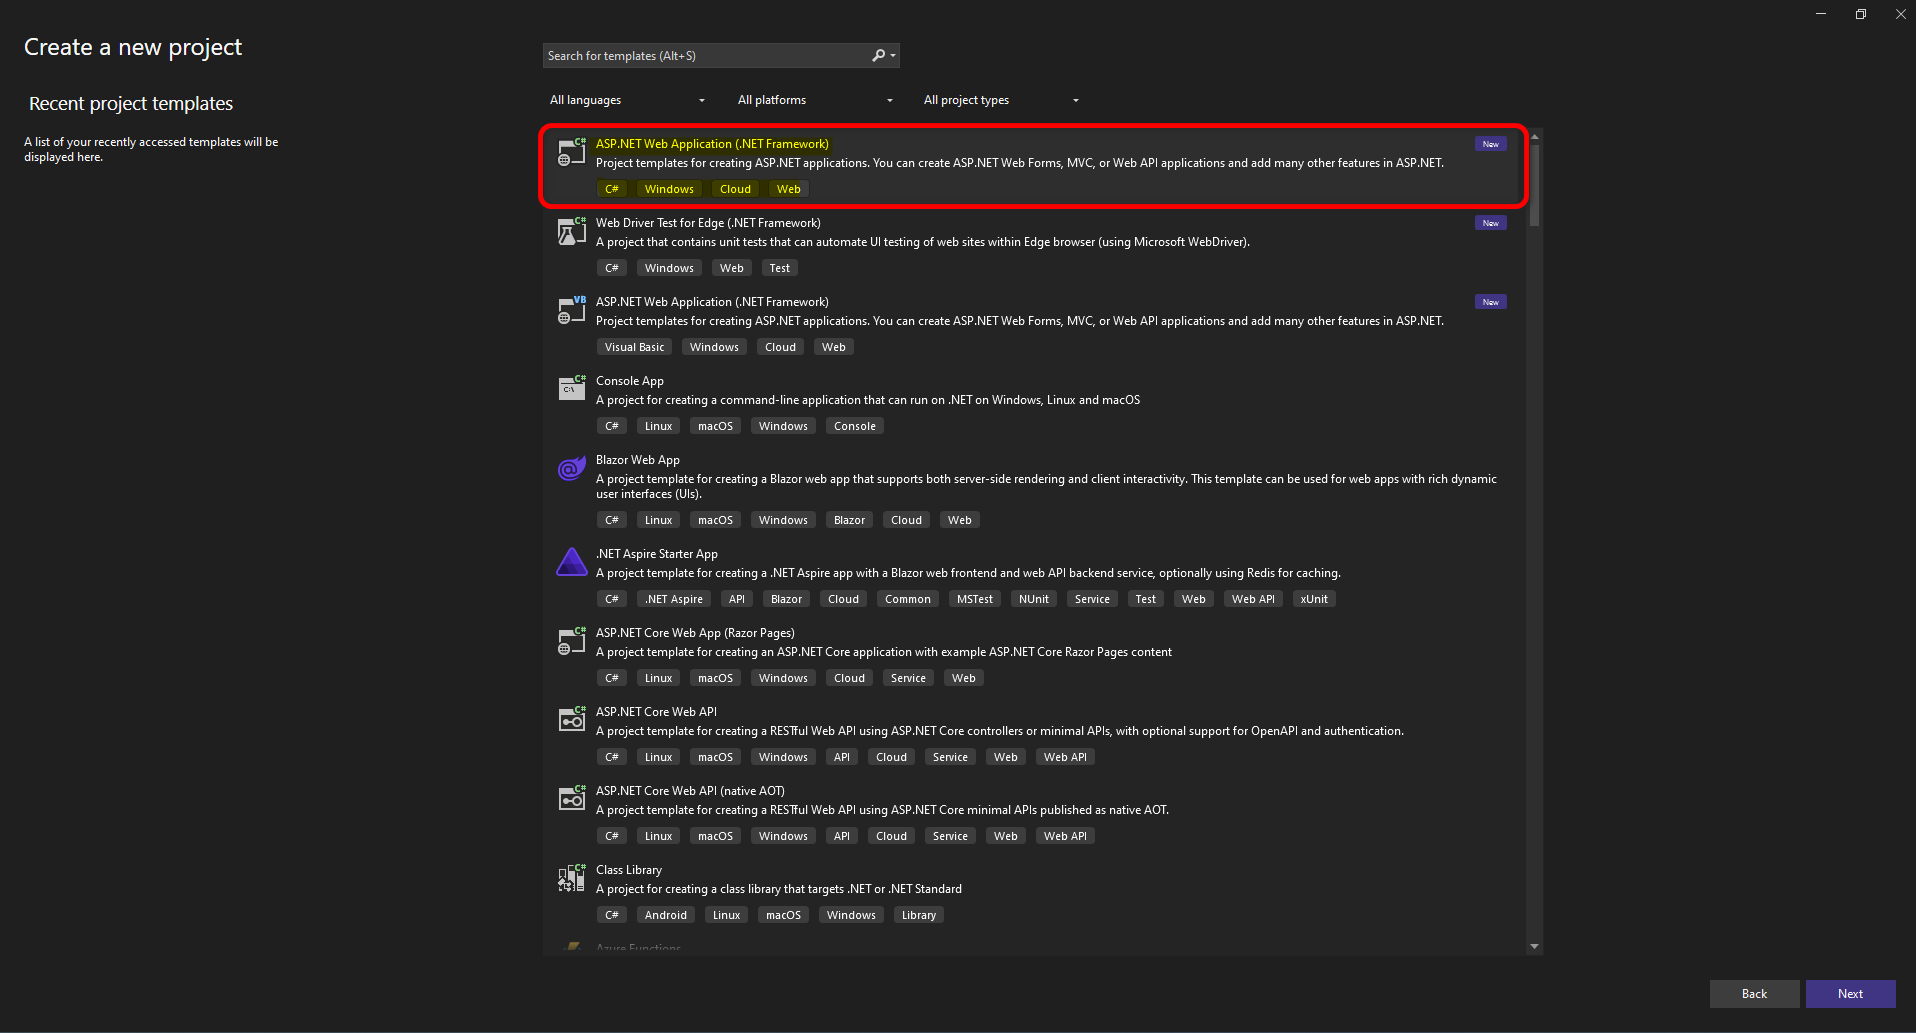 Create a new project
Recent project templates
A list of your recently accessed templates will be
displayed here.
Search for templates (Alt+S)
All languages
All platforms
All project types
C#
ASP.NET Web Application (.NET Framework)
New
Project templates for creating ASP.NET applications. You can create ASP.NET Web Forms, MVC, or Web API applications and add many other features in ASP.NET.
C# Windows Cloud Web
C#
Web Driver Test for Edge (.NET Framework)
New
A project that contains unit tests that can automate UI testing of web sites within Edge browser (using Microsoft WebDriver).
C# Windows Web Test
VB
ASP.NET Web Application (.NET Framework)
New
Project templates for creating ASP.NET applications. You can create ASP.NET Web Forms, MVC, or Web API applications and add many other features in ASP.NET.
Visual Basic Windows Cloud Web
C#
C:\
Console App
A project for creating a command-line application that can run on .NET on Windows, Linux and macOS
C# Linux macOS Windows Console
Blazor Web App
A project template for creating a Blazor web app that supports both server-side rendering and client interactivity. This template can be used for web apps with rich dynamic
user interfaces (UIs).
C# Linux macOS Windows Blazor Cloud Web
.NET Aspire Starter App
A project template for creating a .NET Aspire app with a Blazor web frontend and web API backend service, optionally using Redis for caching.
C# .NET Aspire API Blazor Cloud Common MSTest NUnit Service Test Web Web API xUnit
C#
ASP.NET Core Web App (Razor Pages)
A project template for creating an ASP.NET Core application with example ASP.NET Core Razor Pages content
C# Linux macOS Windows Cloud Service Web
C#
ASP.NET Core Web API
A project template for creating a RESTful Web API using ASP.NET Core controllers or minimal APIs, with optional support for OpenAPI and authentication.
C# Linux macOS Windows API Cloud Service Web Web API
C#
ASP.NET Core Web API (native AOT)
A project template for creating a RESTful Web API using ASP.NET Core minimal APIs published as native AOT.
C# Linux macOS Windows API Cloud Service Web Web API
C#
Class Library
A project for creating a class library that targets .NET or .NET Standard
C# Android Linux macOS Windows Library
Azure Functions
Back
Next